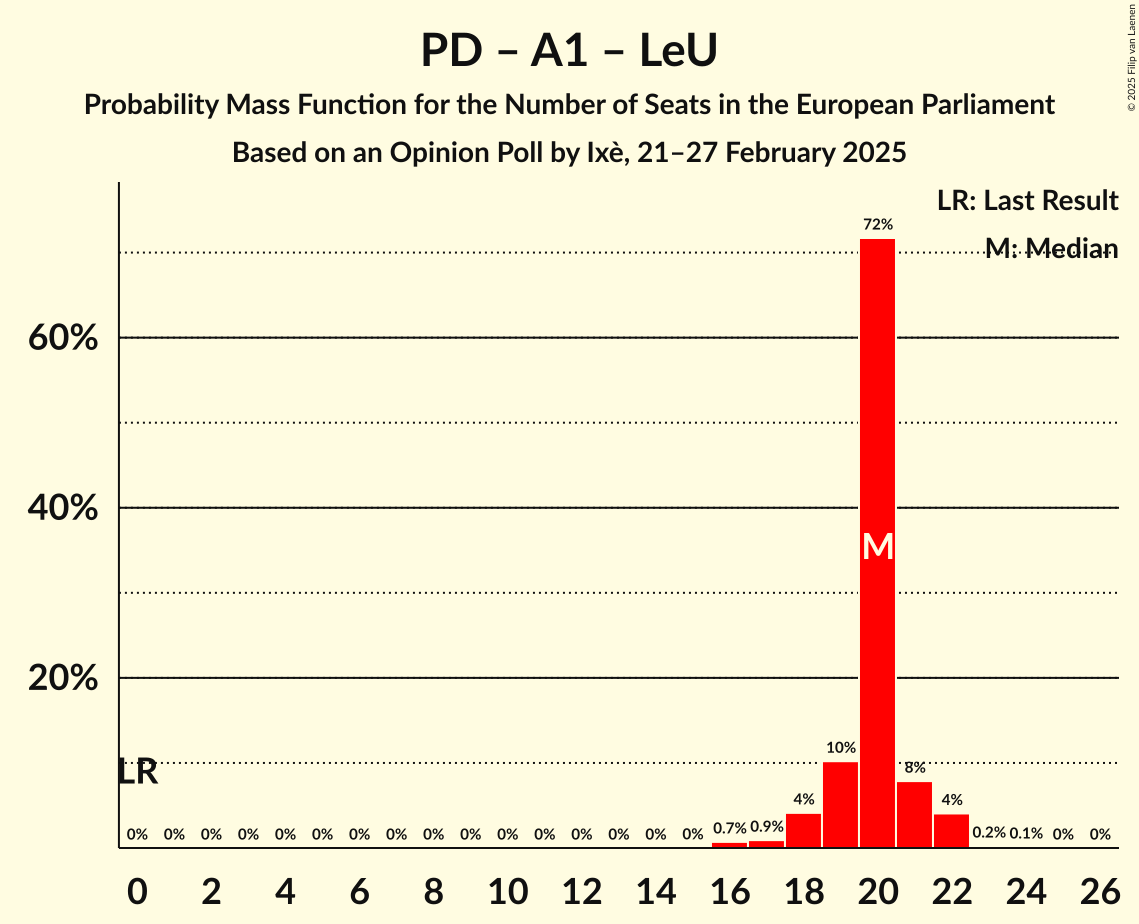 PD – A1 – LeU
Probability Mass Function for the Number of Seats in the European Parliament
Based on an Opinion Poll by Ixè, 21–27 February 2025
© 2025 Filip van Laenen
LR: Last Result
M: Median
72%
60%
40%
M
20%
LR
10%
8%
4%
4%
0% 0% 0% 0% 0% 0% 0% 0% 0% 0% 0% 0% 0% 0% 0% 0% 0.7% 0.9% 0.2% 0.1% 0% 0%
0 2 4 6 8 10 12 14 16 18 20 22 24 26